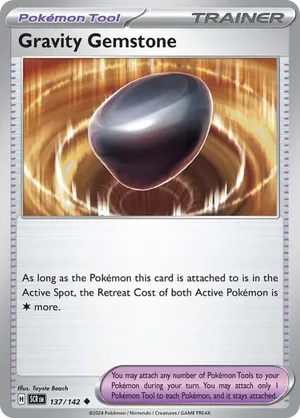 Pokémon Tool TRAINER
Gravity Gemstone
As long as the Pokémon this card is attached to is in the
Active Spot, the Retreat Cost of both Active Pokémon is
✴ more.
Illus. Toyste Beach
H SCR EN 137/142 ◆
You may attach any number of Pokémon Tools to your
Pokémon during your turn. You may attach only 1
Pokémon Tool to each Pokémon, and it stays attached.
©2024 Pokémon / Nintendo / Creatures / GAME FREAK